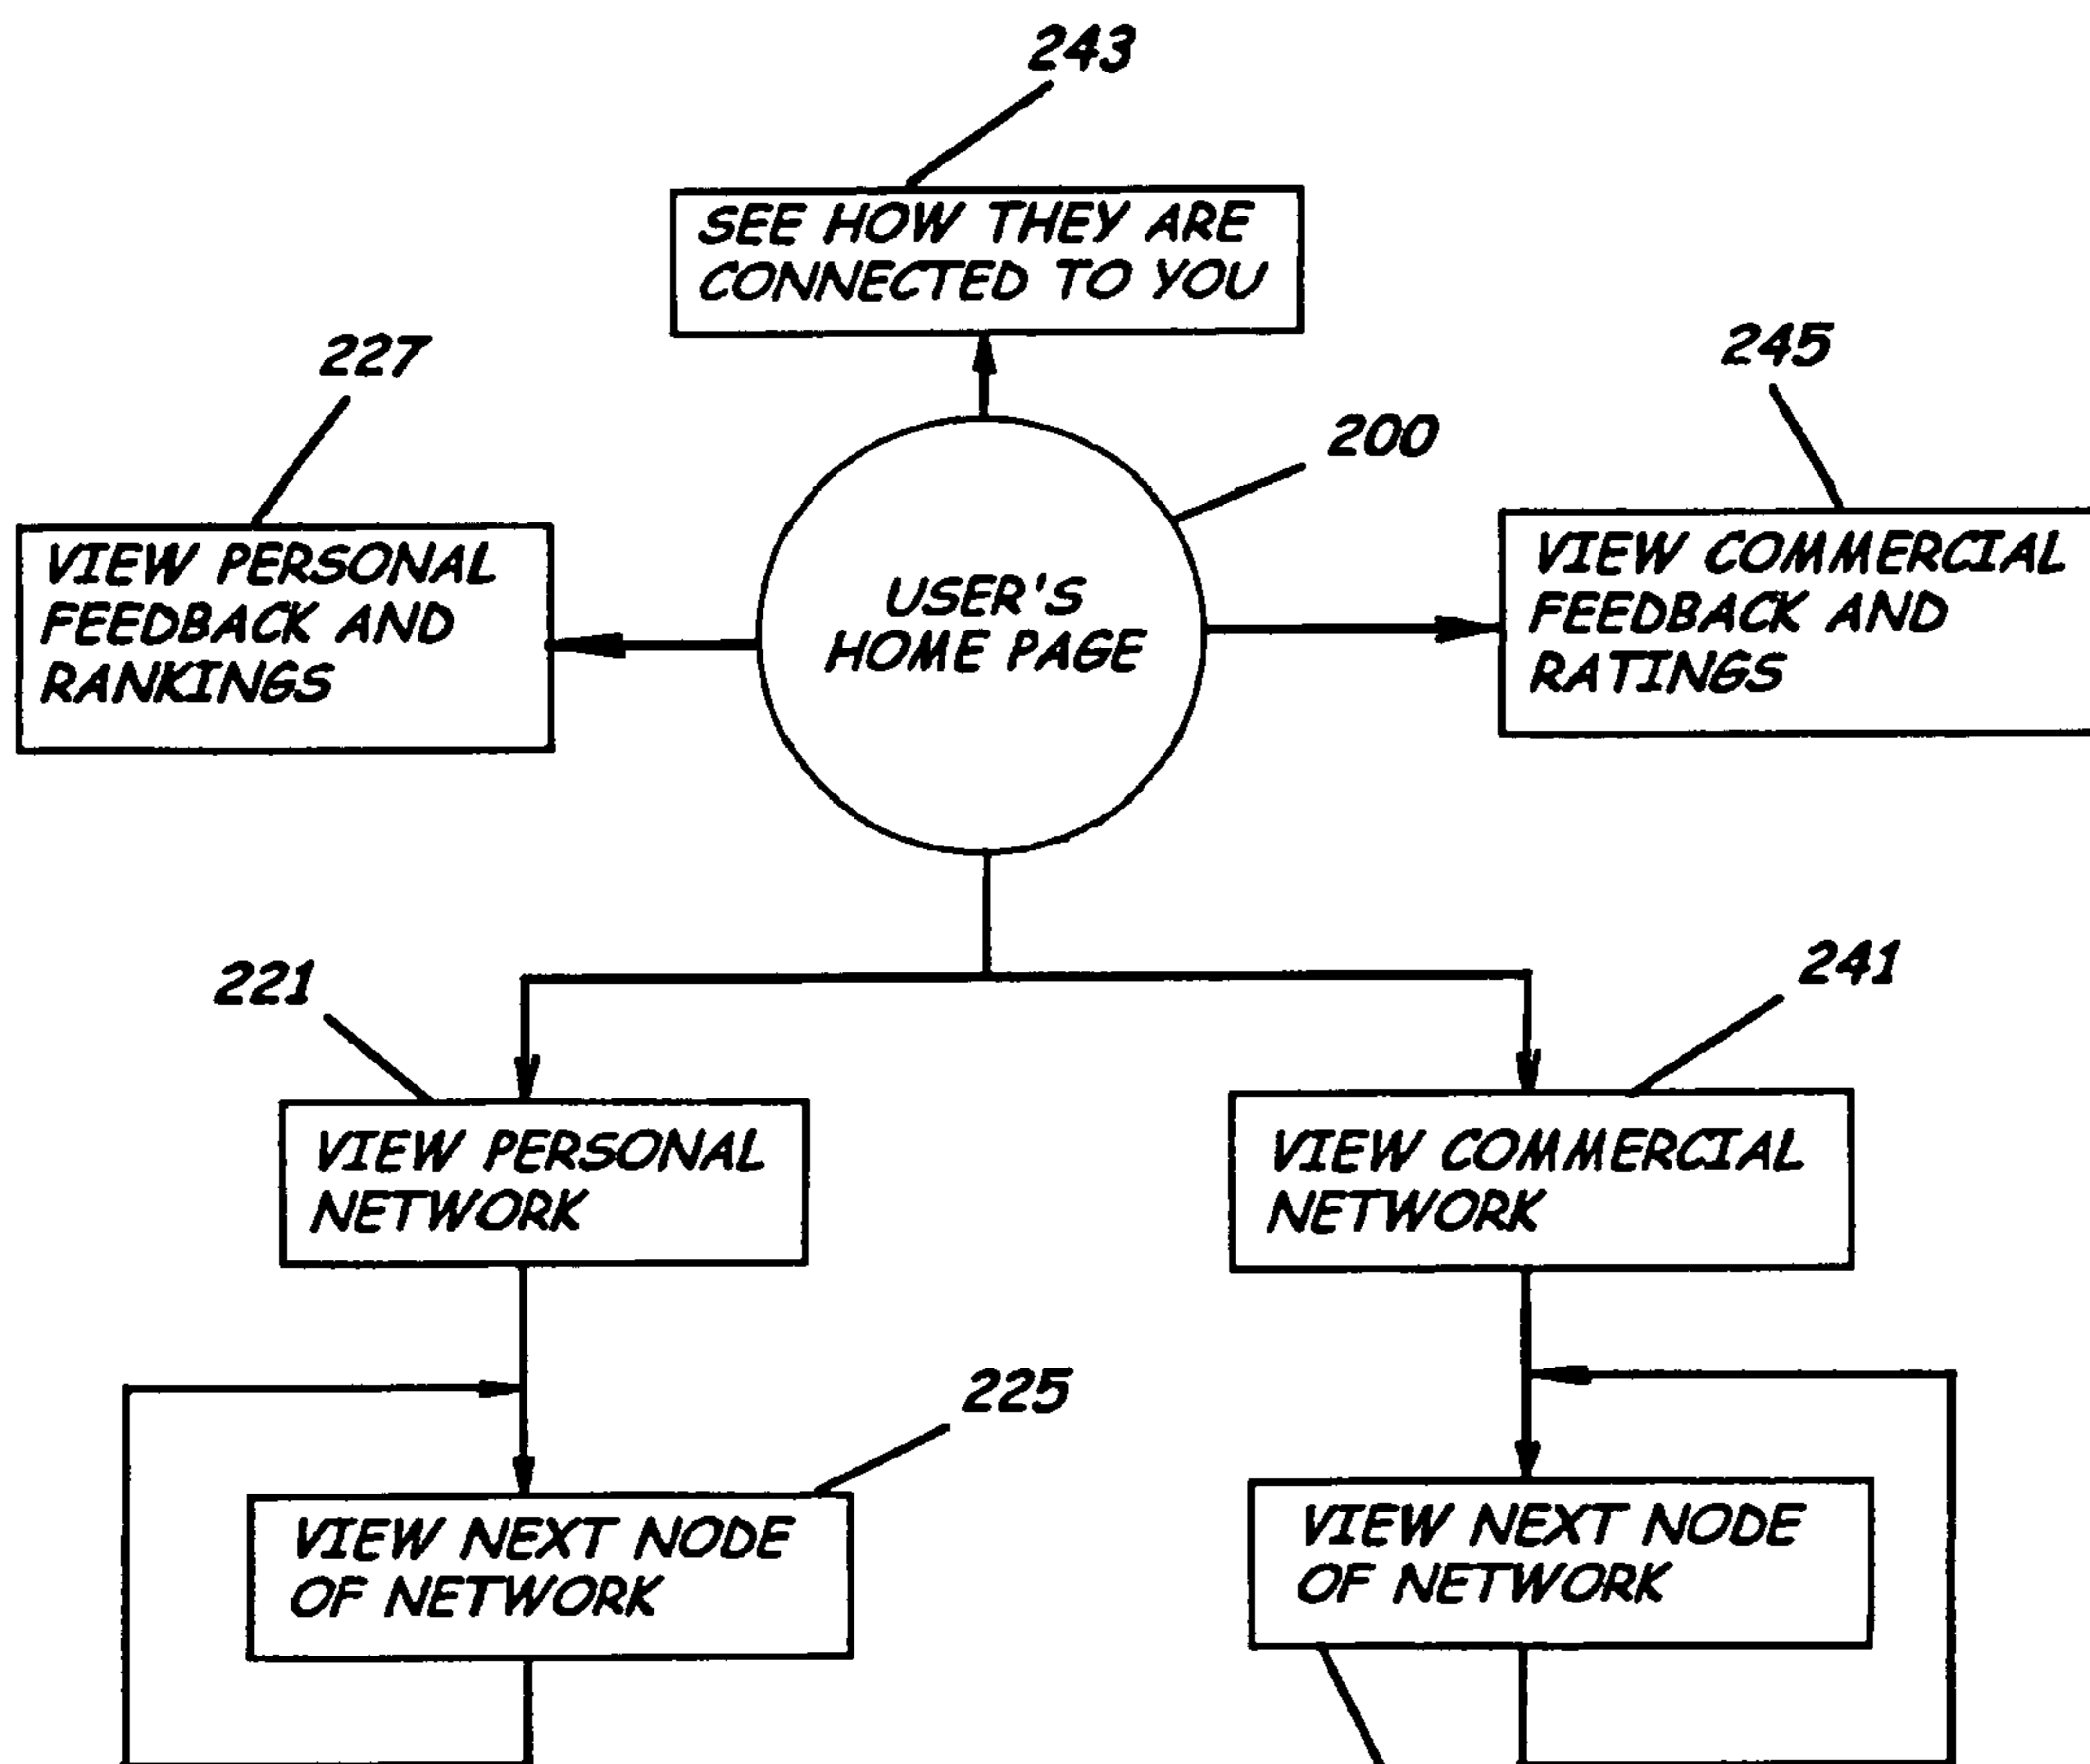 243
SEE HOW THEY ARE
CONNECTED TO YOU
227
245
200
VIEW PERSONAL
FEEDBACK AND
RANKINGS
USER'S
HOME PAGE
VIEW COMMERCIAL
FEEDBACK AND
RATINGS
221
241
VIEW PERSONAL
NETWORK
VIEW COMMERCIAL
NETWORK
225
VIEW NEXT NODE
OF NETWORK
VIEW NEXT NODE
OF NETWORK